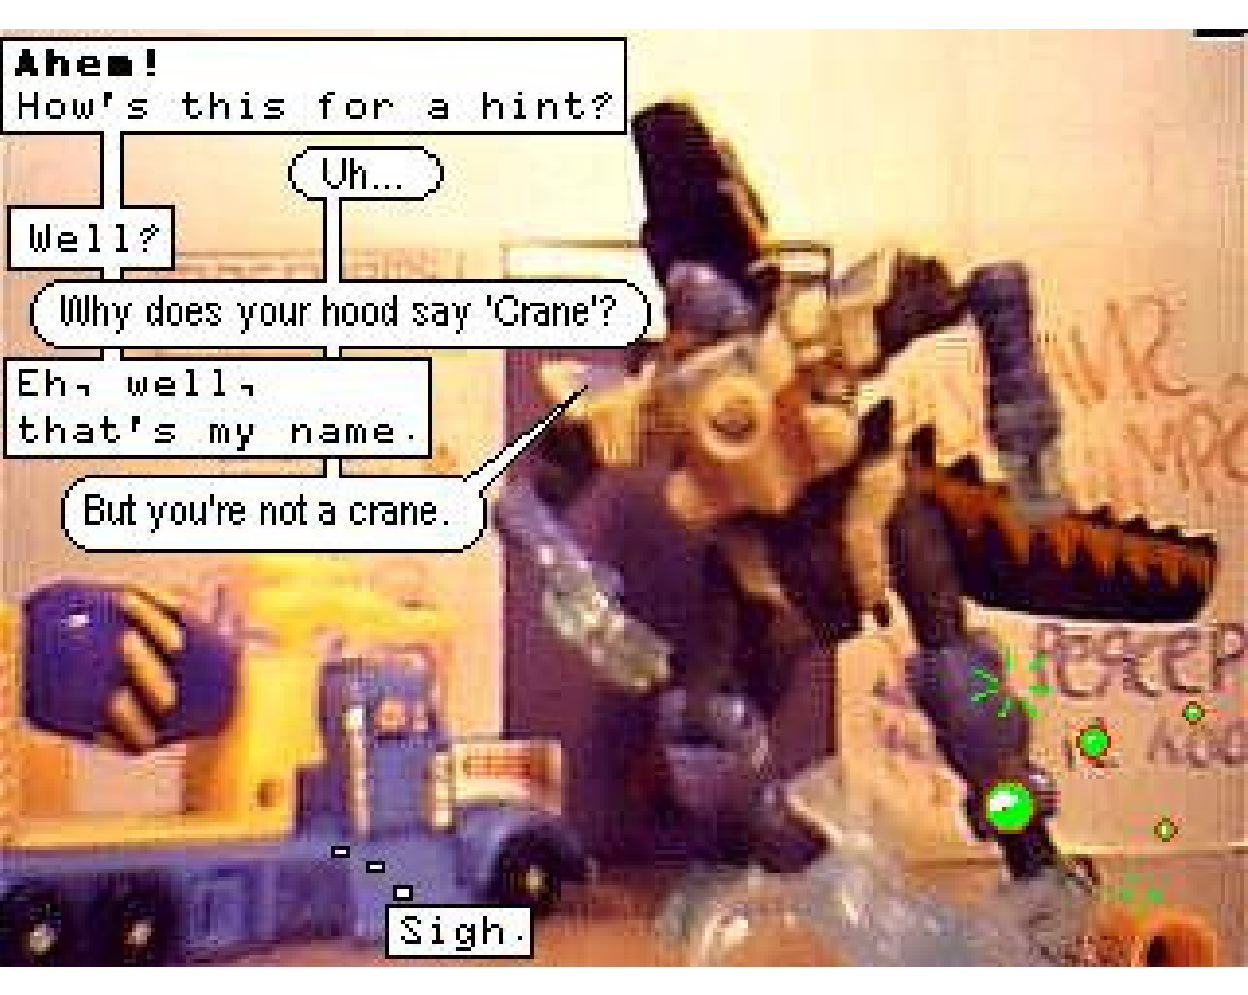 Ahem!
How's this for a hint?
Uh...
Well?
Why does your hood say 'Crane'?
Eh, well,
that's my name.
But you're not a crane.
Sigh.